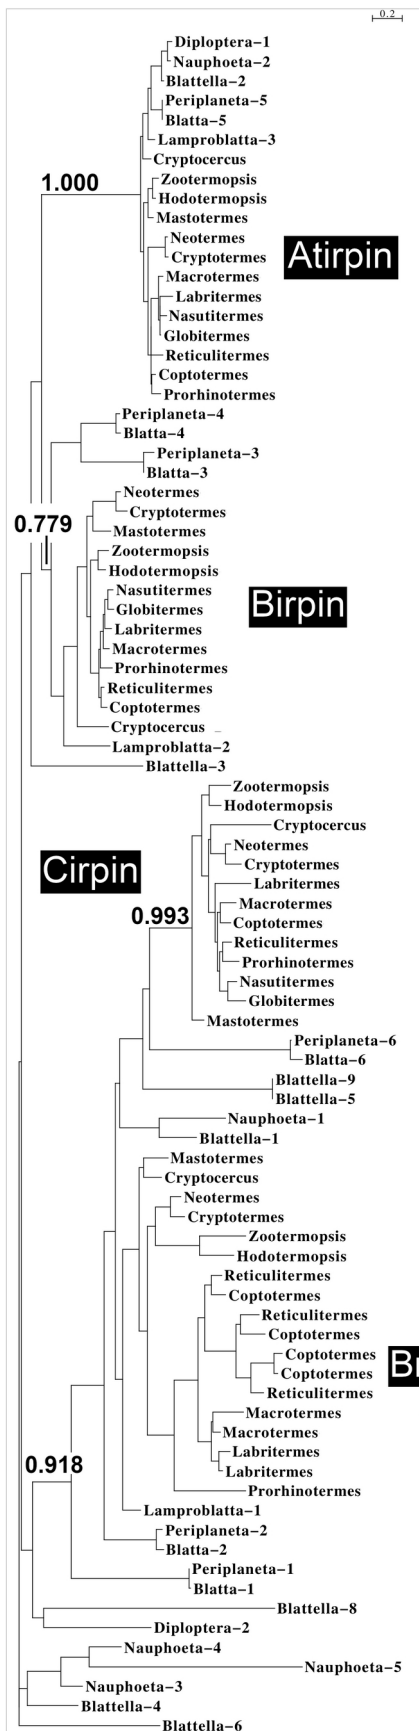 0.2
Diploptera-1
Nauphoeta-2
Blattella-2
Periplaneta-5
Blatta-5
Lamproblatta-3
Cryptocercus
1.000
Zootermopsis
Hodotermopsis
Mastotermes
Neotermes
Atirpin
Cryptotermes
Macrotermes
Labritermes
Nasutitermes
Globitermes
Reticulitermes
Coptotermes
Prorhinotermes
Periplaneta-4
Blatta-4
Periplaneta-3
Blatta-3
Neotermes
Cryptotermes
0.779
Mastotermes
Zootermopsis
Hodotermopsis
Nasutitermes
Birpin
Globitermes
Labritermes
Macrotermes
Prorhinotermes
Reticulitermes
Coptotermes
Cryptocercus
Lamproblatta-2
Blattella-3
Zootermopsis
Hodotermopsis
Cryptocercus
Neotermes
Cirpin
Cryptotermes
Labritermes
Macrotermes
0.993
Coptotermes
Reticulitermes
Prorhinotermes
Nasutitermes
Globitermes
Mastotermes
Periplaneta-6
Blatta-6
Blattella-9
Blattella-5
Nauphoeta-1
Blattella-1
Mastotermes
Cryptocercus
Neotermes
Cryptotermes
Zootermopsis
Hodotermopsis
Reticulitermes
Coptotermes
Reticulitermes
Coptotermes
Coptotermes
Coptotermes
Reticulitermes
Macrotermes
Macrotermes
Labritermes
0.918
Labritermes
Prorhinotermes
Lamproblatta-1
Periplaneta-2
Blatta-2
Periplaneta-1
Blatta-1
Blattella-8
Diploptera-2
Nauphoeta-4
Nauphoeta-5
Nauphoeta-3
Blattella-4
Blattella-6